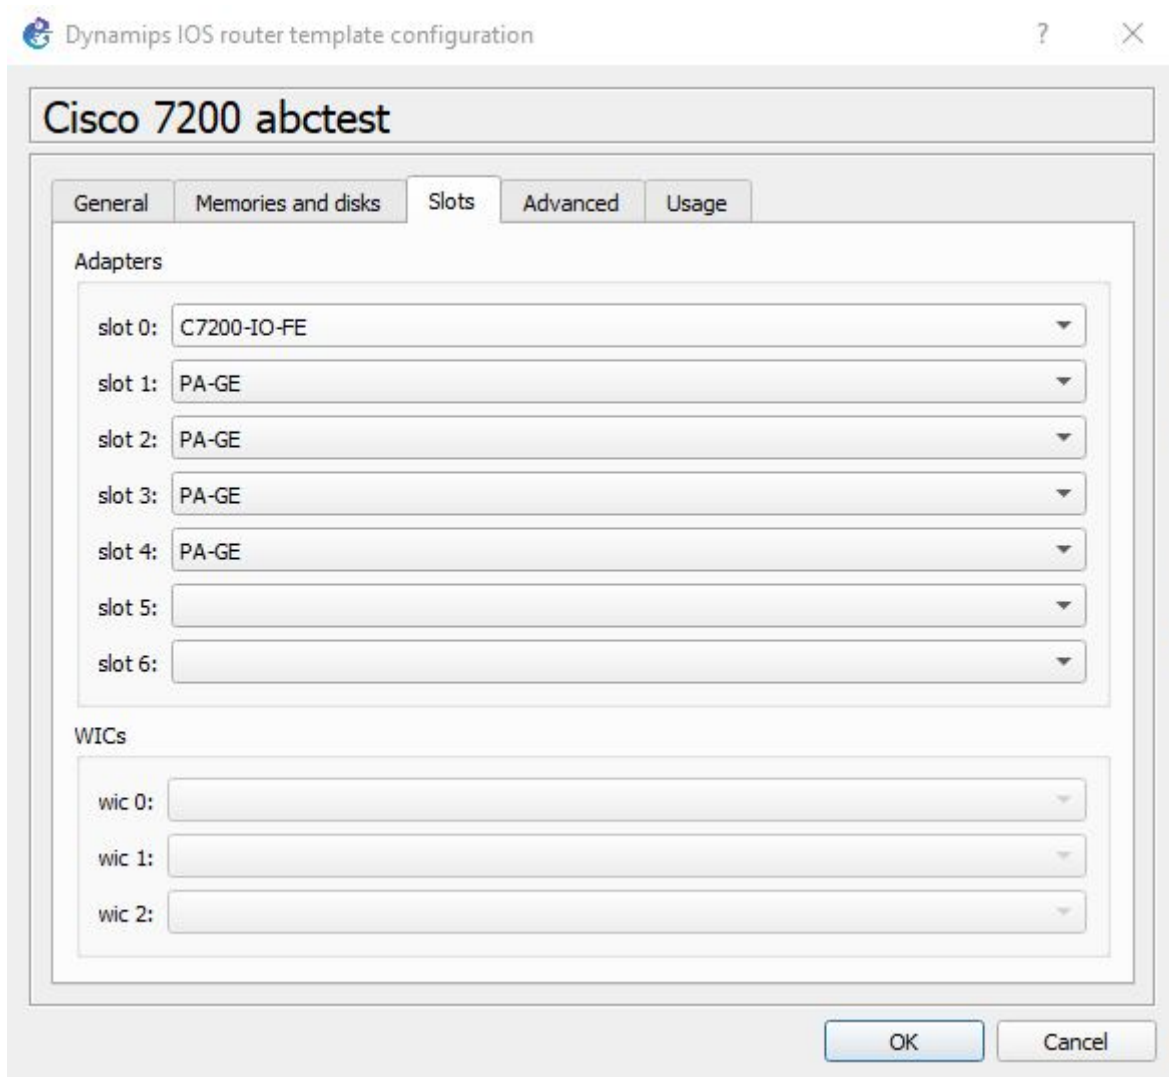 Dynamips IOS router template configuration ?
Cisco 7200 abctest
General Memories and disks Slots Advanced Usage
Adapters
slot 0: C7200-IO-FE
slot 1: PA-GE
slot 2: PA-GE
slot 3: PA-GE
slot 4: PA-GE
slot 5:
slot 6:
WICs
wic 0:
wic 1:
wic 2:
OK Cancel